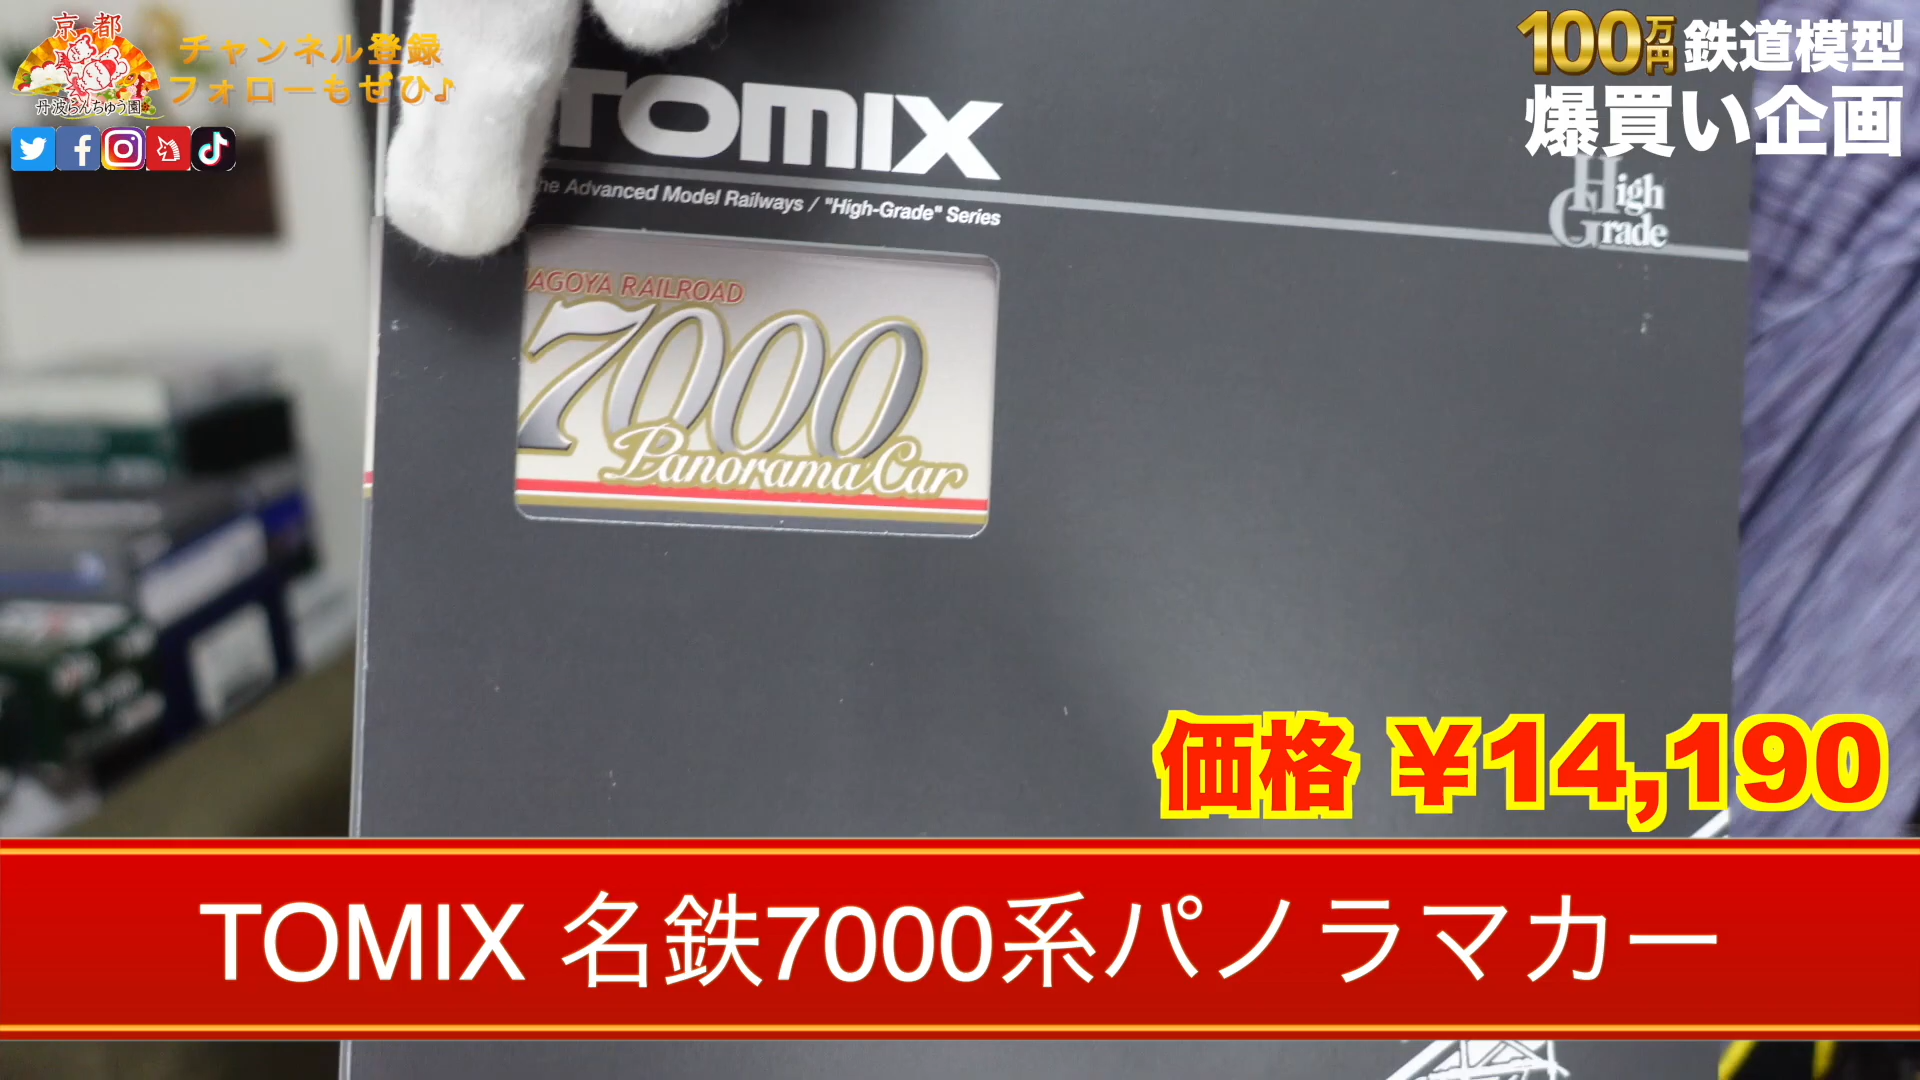 京都
丹波らんちゅう園
チャンネル登録
フォローもぜひ♪
100万円 鉄道模型
爆買い企画
TOMIX
The Advanced Model Railways / "High-Grade" Series
High
Grade
NAGOYA RAILROAD
7000
Panorama Car
価格 ¥14,190
TOMIX 名鉄7000系パノラマカー